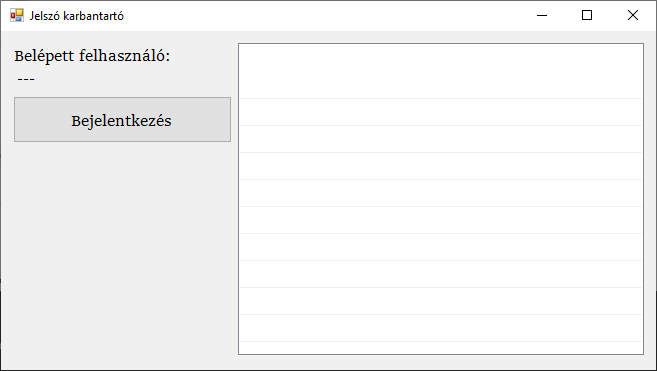 Jelszó karbantartó
Belépett felhasználó:
---
Bejelentkezés